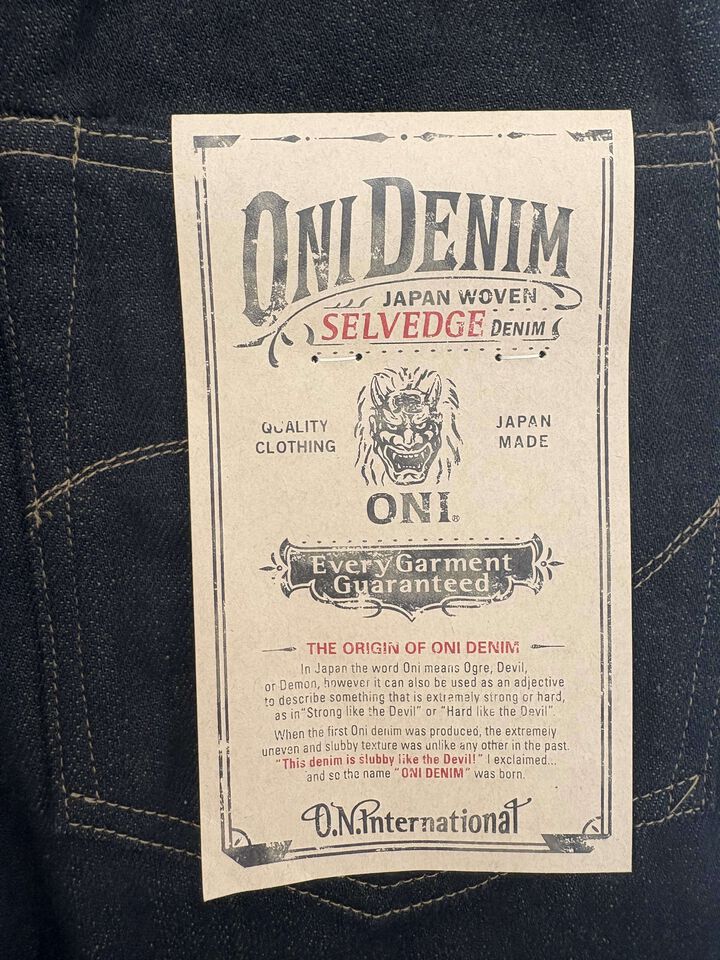 ONI DENIM
JAPAN WOVEN
SELVEDGE DENIM
QUALITY
CLOTHING
JAPAN
MADE
ONI®
Every Garment
Guaranteed
THE ORIGIN OF ONI DENIM
In Japan the word Oni means Ogre, Devil,
or Demon, however it can also be used as an adjective
to describe something that is extremely strong or hard,
as in "Strong like the Devil" or "Hard like the Devil".
When the first Oni denim was produced, the extremely
uneven and slubby texture was unlike any other in the past.
"This denim is slubby like the Devil!" I exclaimed...
and so the name "ONI DENIM" was born.
O.N.International